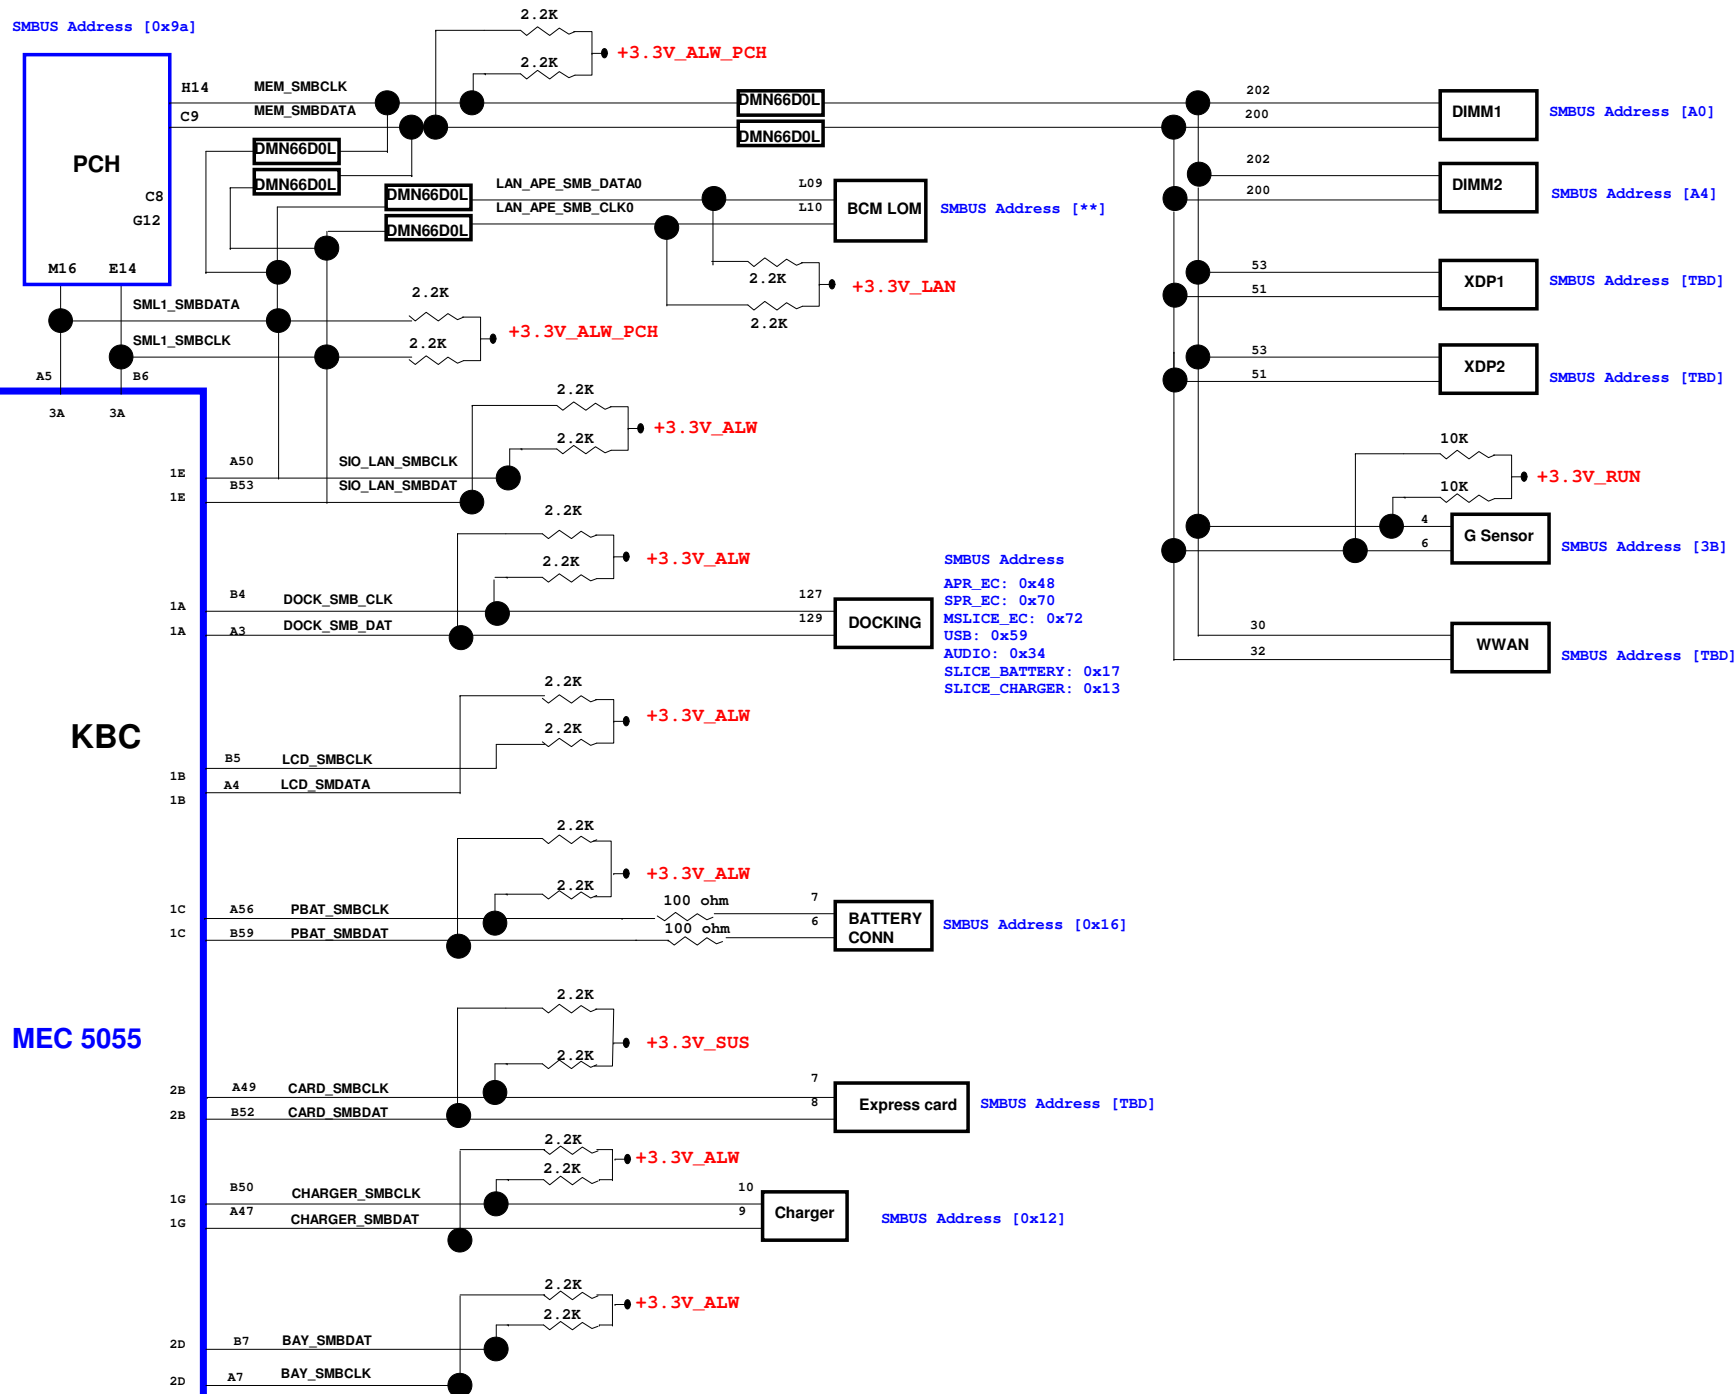 SMBUS Address [0x9a]
2.2K
+3.3V_ALW_PCH
2.2K
H14 MEM_SMBCLK
C9 MEM_SMBDATA
DMN66D0L
DMN66D0L
202
200
DIMM1
SMBUS Address [A0]
PCH
DMN66D0L
DMN66D0L
C8
G12
DMN66D0L
DMN66D0L
LAN_APE_SMB_DATA0
LAN_APE_SMB_CLK0
L09
L10
BCM LOM
SMBUS Address [**]
202
200
DIMM2
SMBUS Address [A4]
M16 E14
SML1_SMBDATA
SML1_SMBCLK
2.2K
2.2K
+3.3V_ALW_PCH
2.2K
2.2K
+3.3V_LAN
53
51
XDP1
SMBUS Address [TBD]
53
51
XDP2
SMBUS Address [TBD]
A5 B6
3A 3A
2.2K
2.2K
+3.3V_ALW
1E A50 SIO_LAN_SMBCLK
1E B53 SIO_LAN_SMBDAT
10K
10K
+3.3V_RUN
4
6
G Sensor
SMBUS Address [3B]
2.2K
2.2K
+3.3V_ALW
1A B4 DOCK_SMB_CLK
1A A3 DOCK_SMB_DAT
127
129
DOCKING
SMBUS Address
APR_EC: 0x48
SPR_EC: 0x70
MSLICE_EC: 0x72
USB: 0x59
AUDIO: 0x34
SLICE_BATTERY: 0x17
SLICE_CHARGER: 0x13
30
32
WWAN
SMBUS Address [TBD]
2.2K
2.2K
+3.3V_ALW
KBC
1B B5 LCD_SMBCLK
1B A4 LCD_SMDATA
2.2K
2.2K
+3.3V_ALW
1C A56 PBAT_SMBCLK
1C B59 PBAT_SMBDAT
100 ohm
100 ohm
7
6
BATTERY
CONN
SMBUS Address [0x16]
MEC 5055
2.2K
2.2K
+3.3V_SUS
2B A49 CARD_SMBCLK
2B B52 CARD_SMBDAT
7
8
Express card
SMBUS Address [TBD]
2.2K
2.2K
+3.3V_ALW
1G B50 CHARGER_SMBCLK
1G A47 CHARGER_SMBDAT
10
9
Charger
SMBUS Address [0x12]
2.2K
2.2K
+3.3V_ALW
2D B7 BAY_SMBDAT
2D A7 BAY_SMBCLK